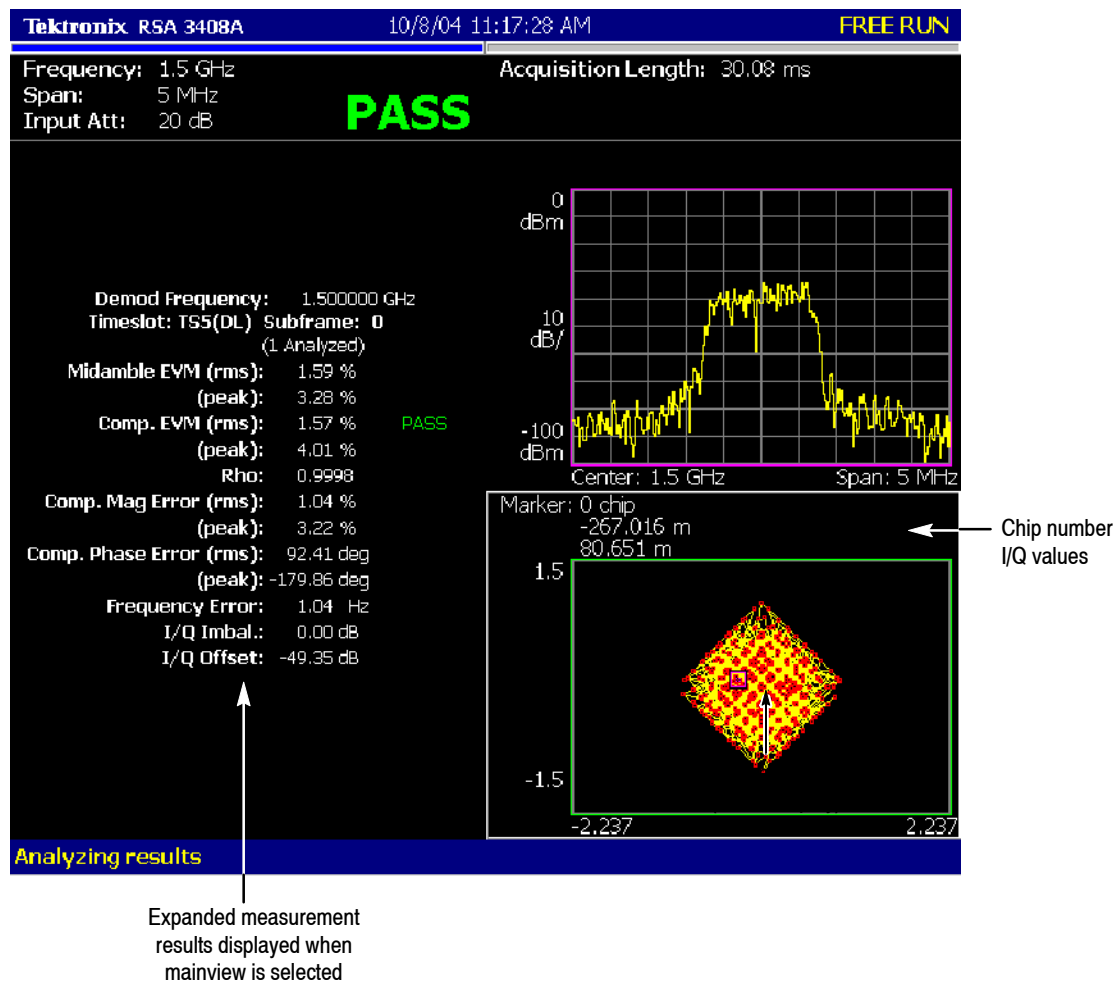 Tektronix RSA 3408A 10/8/04 11:17:28 AM FREE RUN
Frequency: 1.5 GHz
Span: 5 MHz
Input Att: 20 dB
PASS
Acquisition Length: 30.08 ms
Demod Frequency: 1.500000 GHz
Timeslot: TS5(DL) Subframe: 0
(1 Analyzed)
Midamble EVM (rms): 1.59 %
(peak): 3.28 %
Comp. EVM (rms): 1.57 % PASS
(peak): 4.01 %
Rho: 0.9998
Comp. Mag Error (rms): 1.04 %
(peak): 3.22 %
Comp. Phase Error (rms): 92.41 deg
(peak): -179.86 deg
Frequency Error: 1.04 Hz
I/Q Imbal.: 0.00 dB
I/Q Offset: -49.35 dB
0
dBm
10
dB/
-100
dBm
Center: 1.5 GHz Span: 5 MHz
Marker: 0 chip
-267.016 m
80.651 m
1.5
-1.5
-2.237 2.237
Chip number
I/Q values
Analyzing results
Expanded measurement
results displayed when
mainview is selected